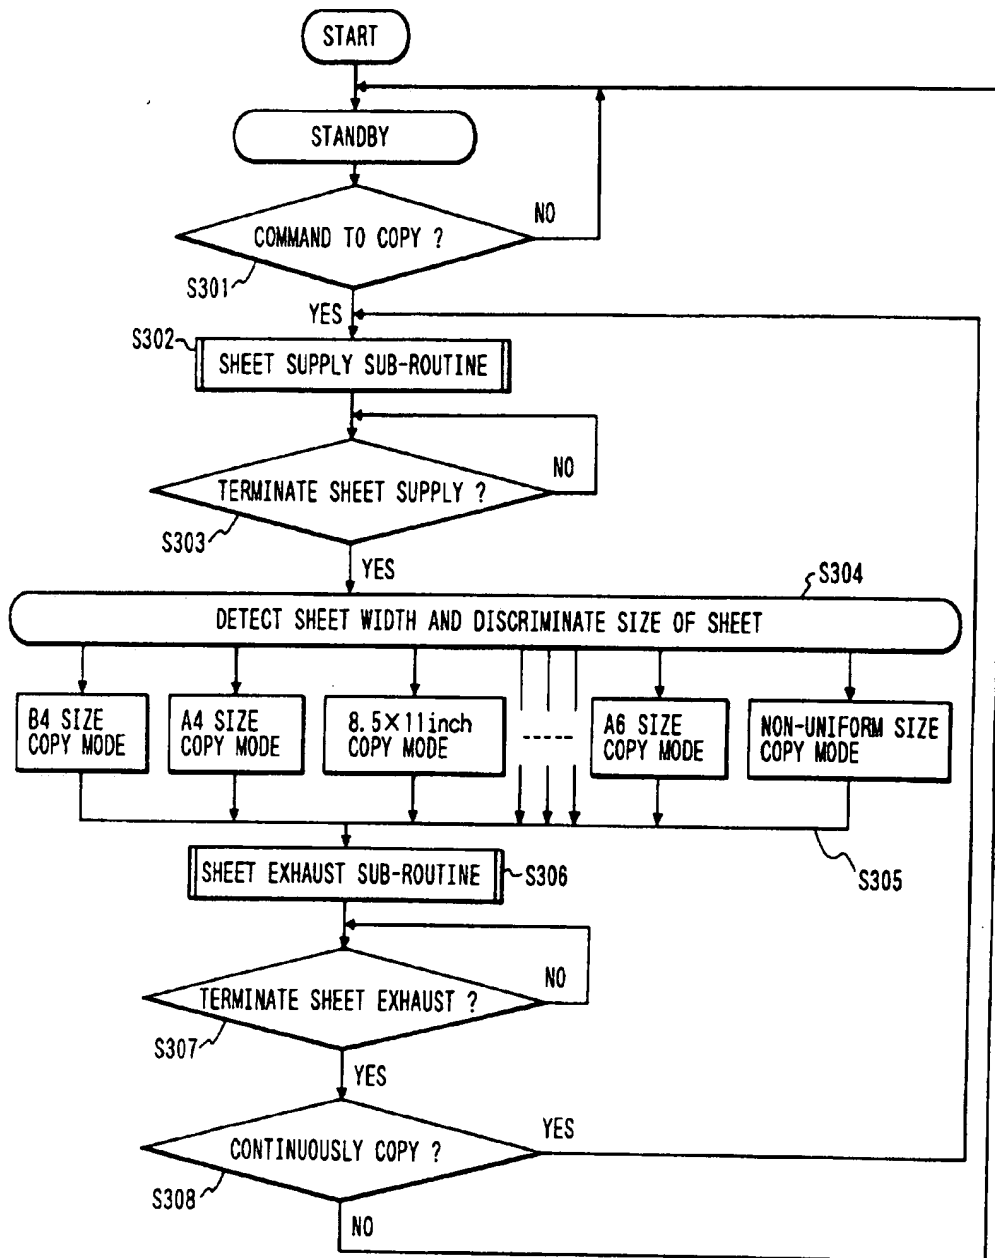 START
STANDBY
NO
COMMAND TO COPY ?
S301
YES
S302
SHEET SUPPLY SUB-ROUTINE
NO
TERMINATE SHEET SUPPLY ?
S303
YES
S304
DETECT SHEET WIDTH AND DISCRIMINATE SIZE OF SHEET
B4 SIZE
COPY MODE
A4 SIZE
COPY MODE
8.5×11inch
COPY MODE
-----
A6 SIZE
COPY MODE
NON-UNIFORM SIZE
COPY MODE
S305
SHEET EXHAUST SUB-ROUTINE
S306
NO
TERMINATE SHEET EXHAUST ?
S307
YES
YES
CONTINUOUSLY COPY ?
S308
NO